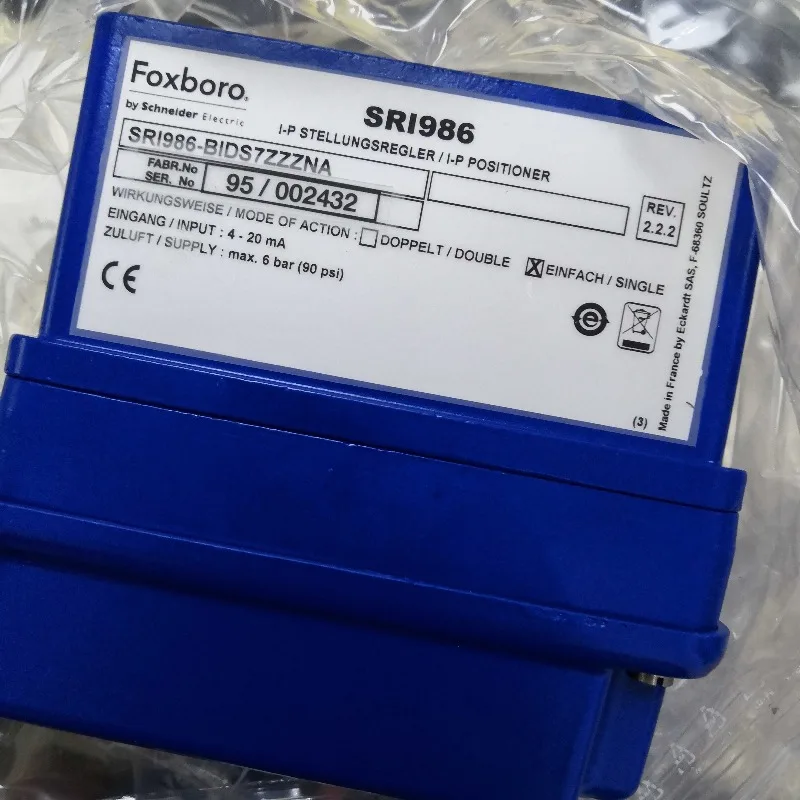 Foxboro®
by Schneider Electric
SRI986
I-P STELLUNGSREGLER / I-P POSITIONER
SRI986-BIDS7ZZZNA
FABR.No
SER. No
95 / 002432
REV.
2.2.2
WIRKUNGSWEISE / MODE OF ACTION : ☐ DOPPELT / DOUBLE ☒ EINFACH / SINGLE
EINGANG / INPUT : 4 - 20 mA
ZULUFT / SUPPLY : max. 6 bar (90 psi)
CE
e
(3)
Made in France by Eckardt SAS, F-68360 SOULTZ